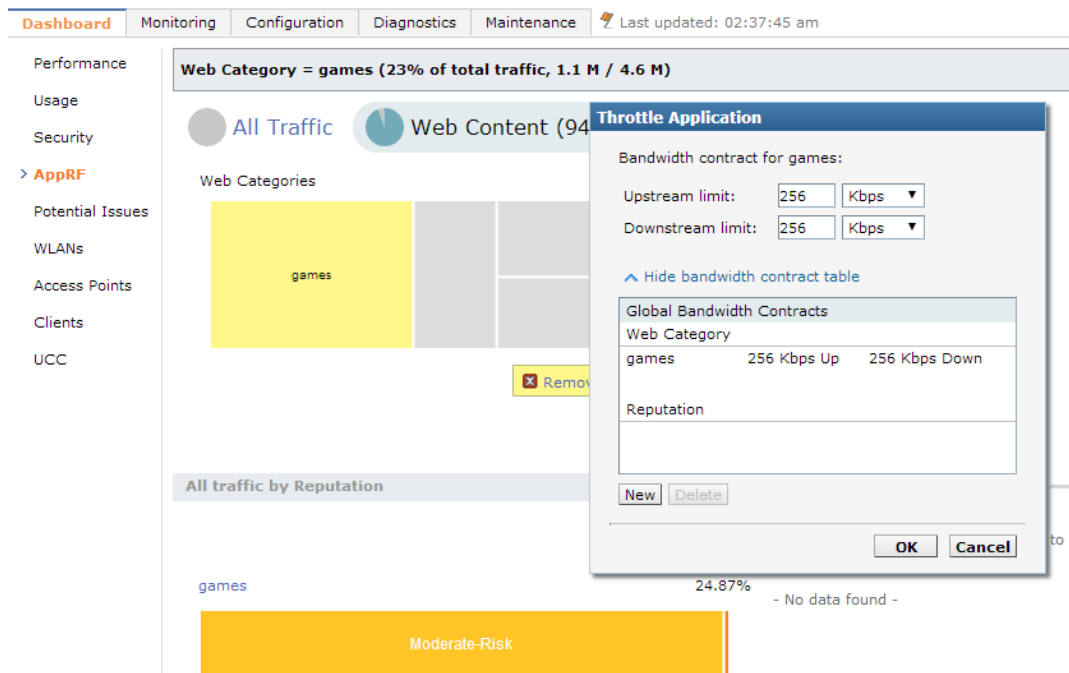 Dashboard Monitoring Configuration Diagnostics Maintenance Last updated: 02:37:45 am
Performance
Usage
Security
AppRF
Potential Issues
WLANs
Access Points
Clients
UCC
Web Category = games (23% of total traffic, 1.1 M / 4.6 M)
All Traffic Web Content (94
Web Categories
games
Remov
All traffic by Reputation
games 24.87%
Moderate-Risk
to
- No data found -
Throttle Application
Bandwidth contract for games:
Upstream limit: 256 Kbps
Downstream limit: 256 Kbps
Hide bandwidth contract table
Global Bandwidth Contracts
Web Category
games 256 Kbps Up 256 Kbps Down
Reputation
New Delete
OK Cancel